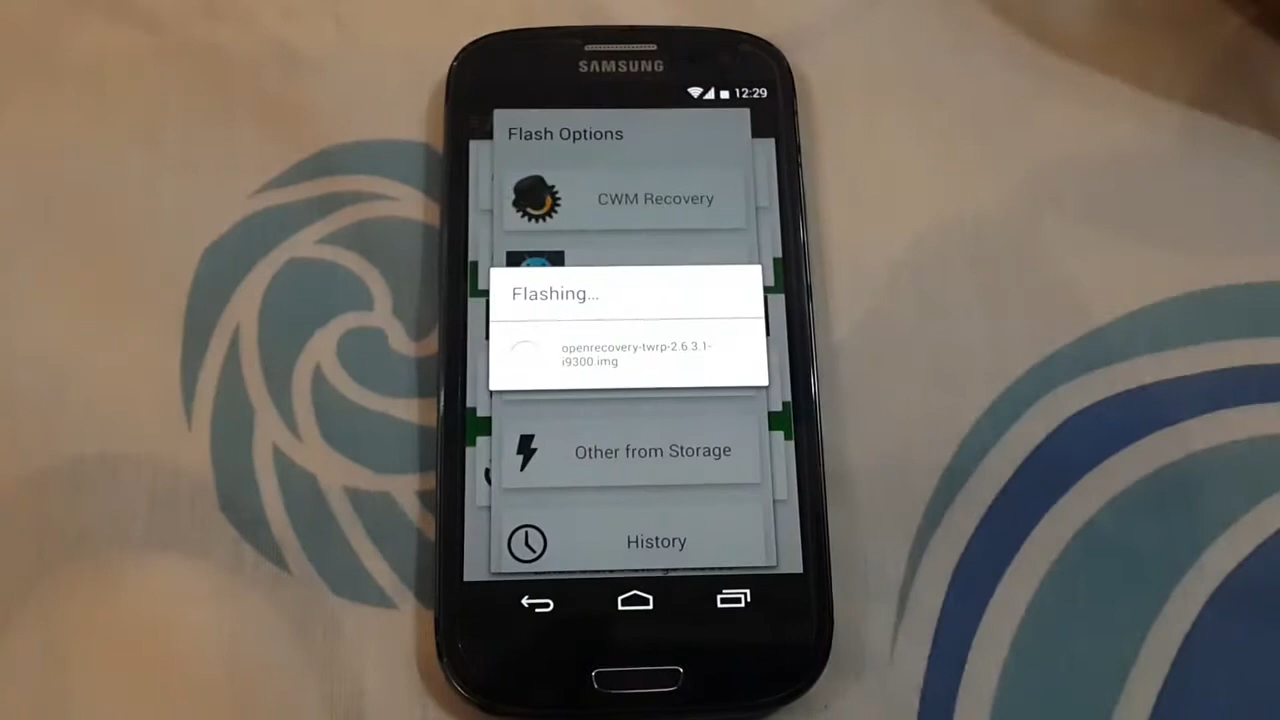 SAMSUNG
12:29
Flash Options
CWM Recovery
Flashing...
openrecovery-twrp-2.6.3.1-
i9300.img
Other from Storage
History